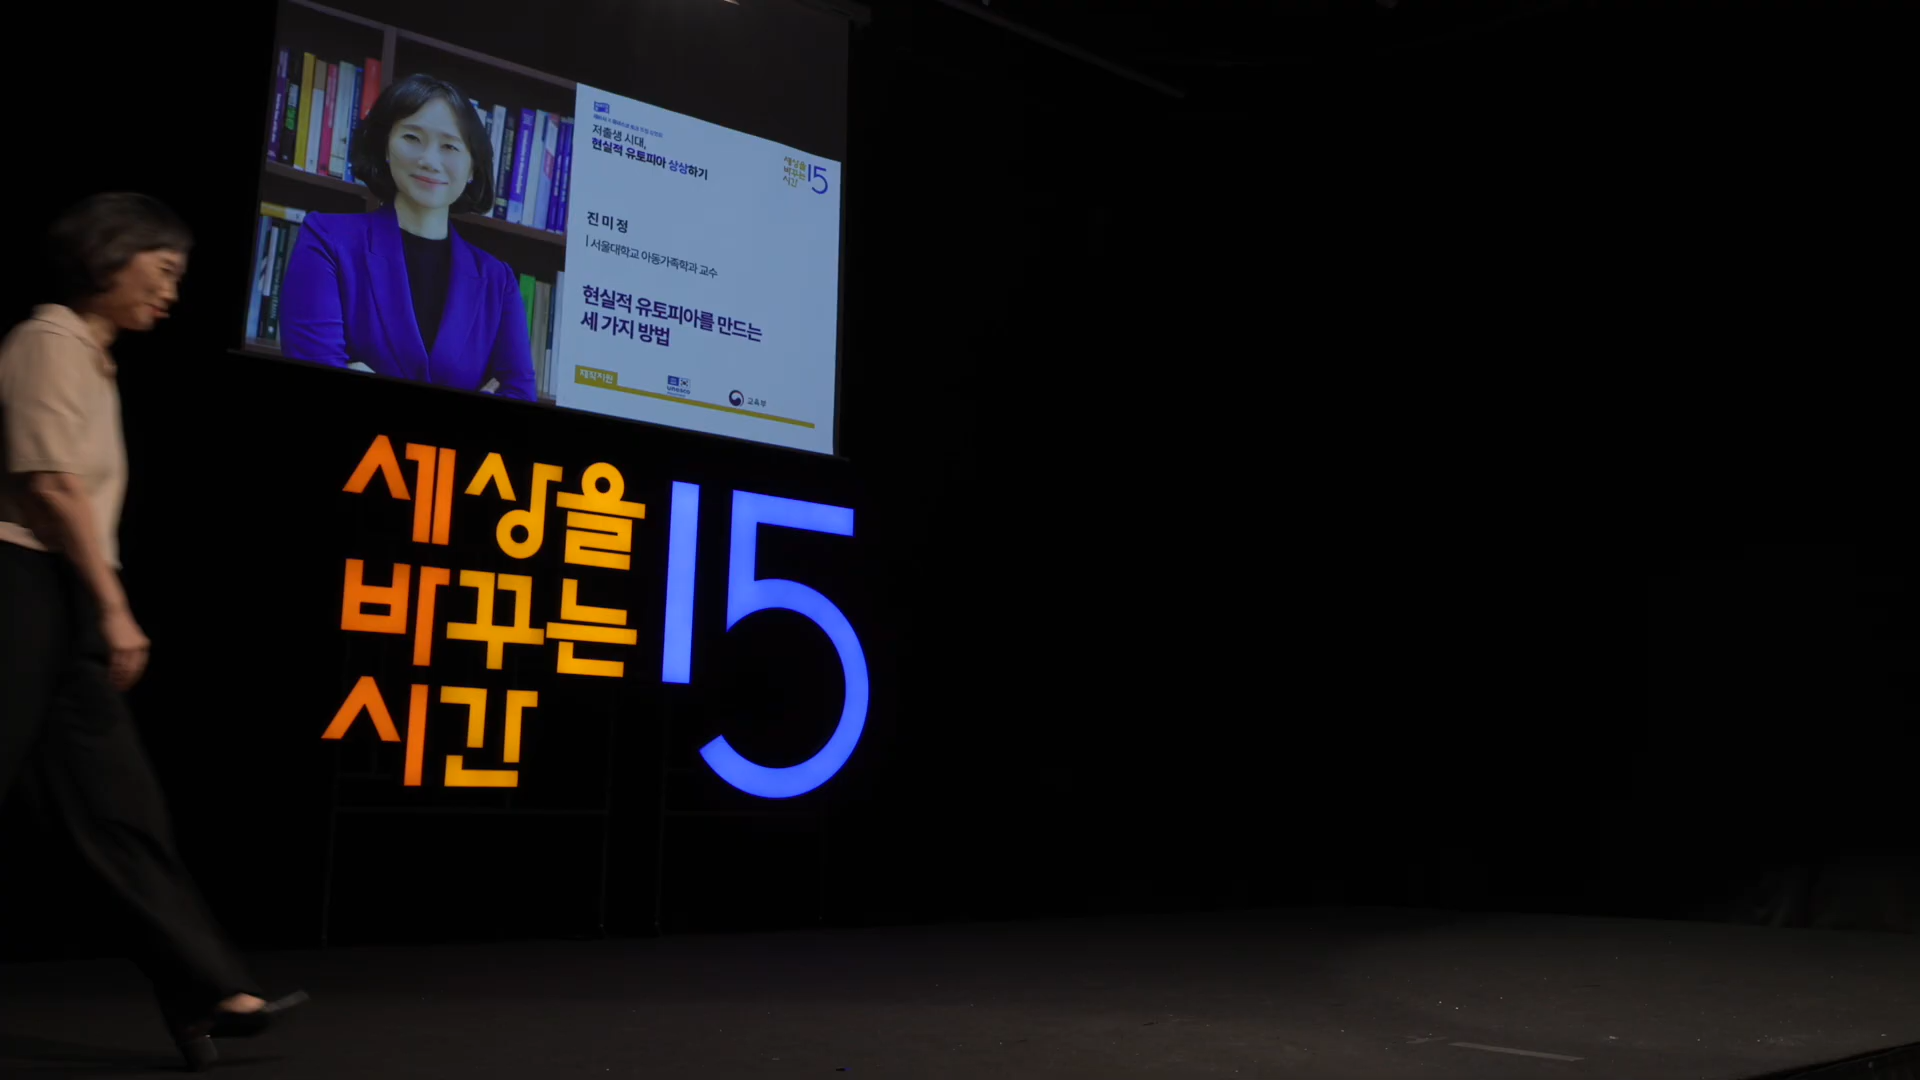 저출생 시대,
현실적 유토피아 상상하기
세상을
바꾸는
시간
15
진미정
서울대학교 아동가족학과 교수
현실적 유토피아를 만드는
세 가지 방법
제작지원
unesco
교육부
세상을
바꾸는
시간
15